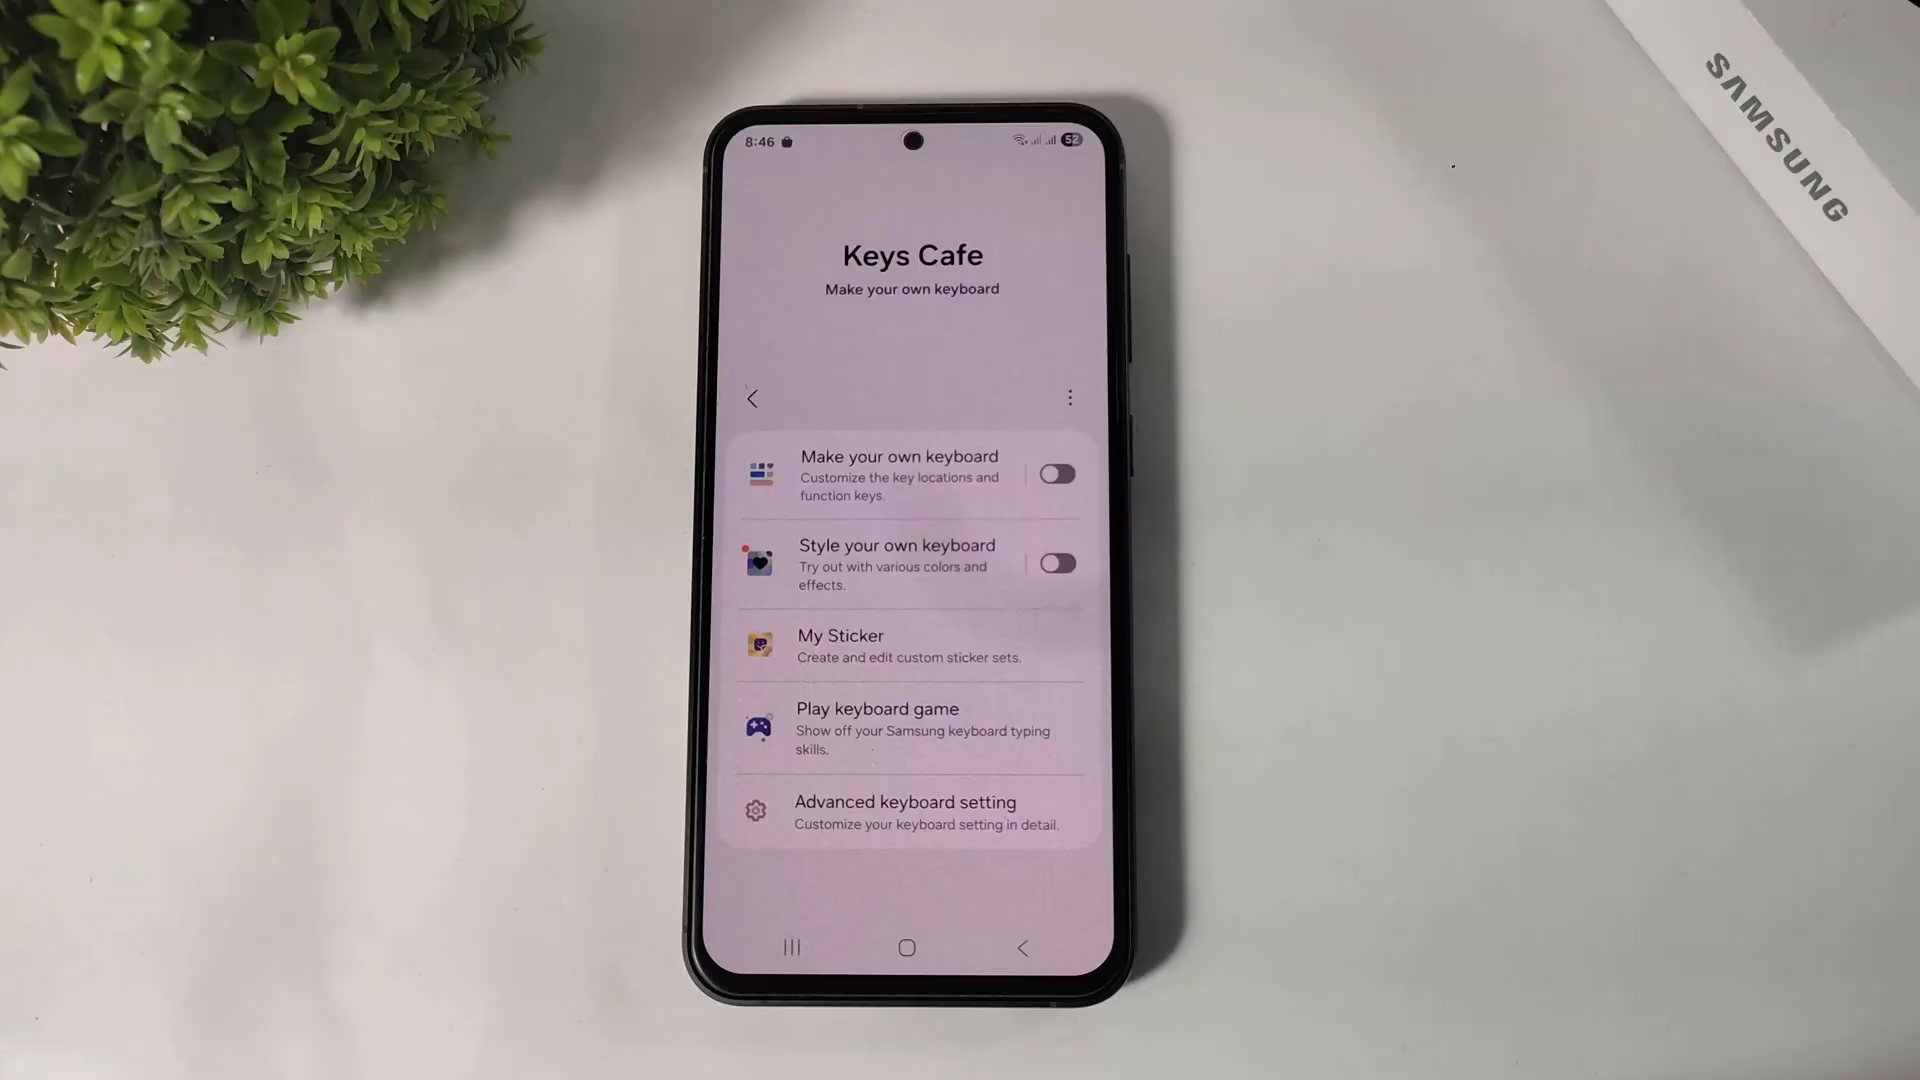 SAMSUNG
8:46
52
Keys Cafe
Make your own keyboard
Make your own keyboard
Customize the key locations and
function keys.
Style your own keyboard
Try out with various colors and
effects.
My Sticker
Create and edit custom sticker sets.
Play keyboard game
Show off your Samsung keyboard typing
skills.
Advanced keyboard setting
Customize your keyboard setting in detail.